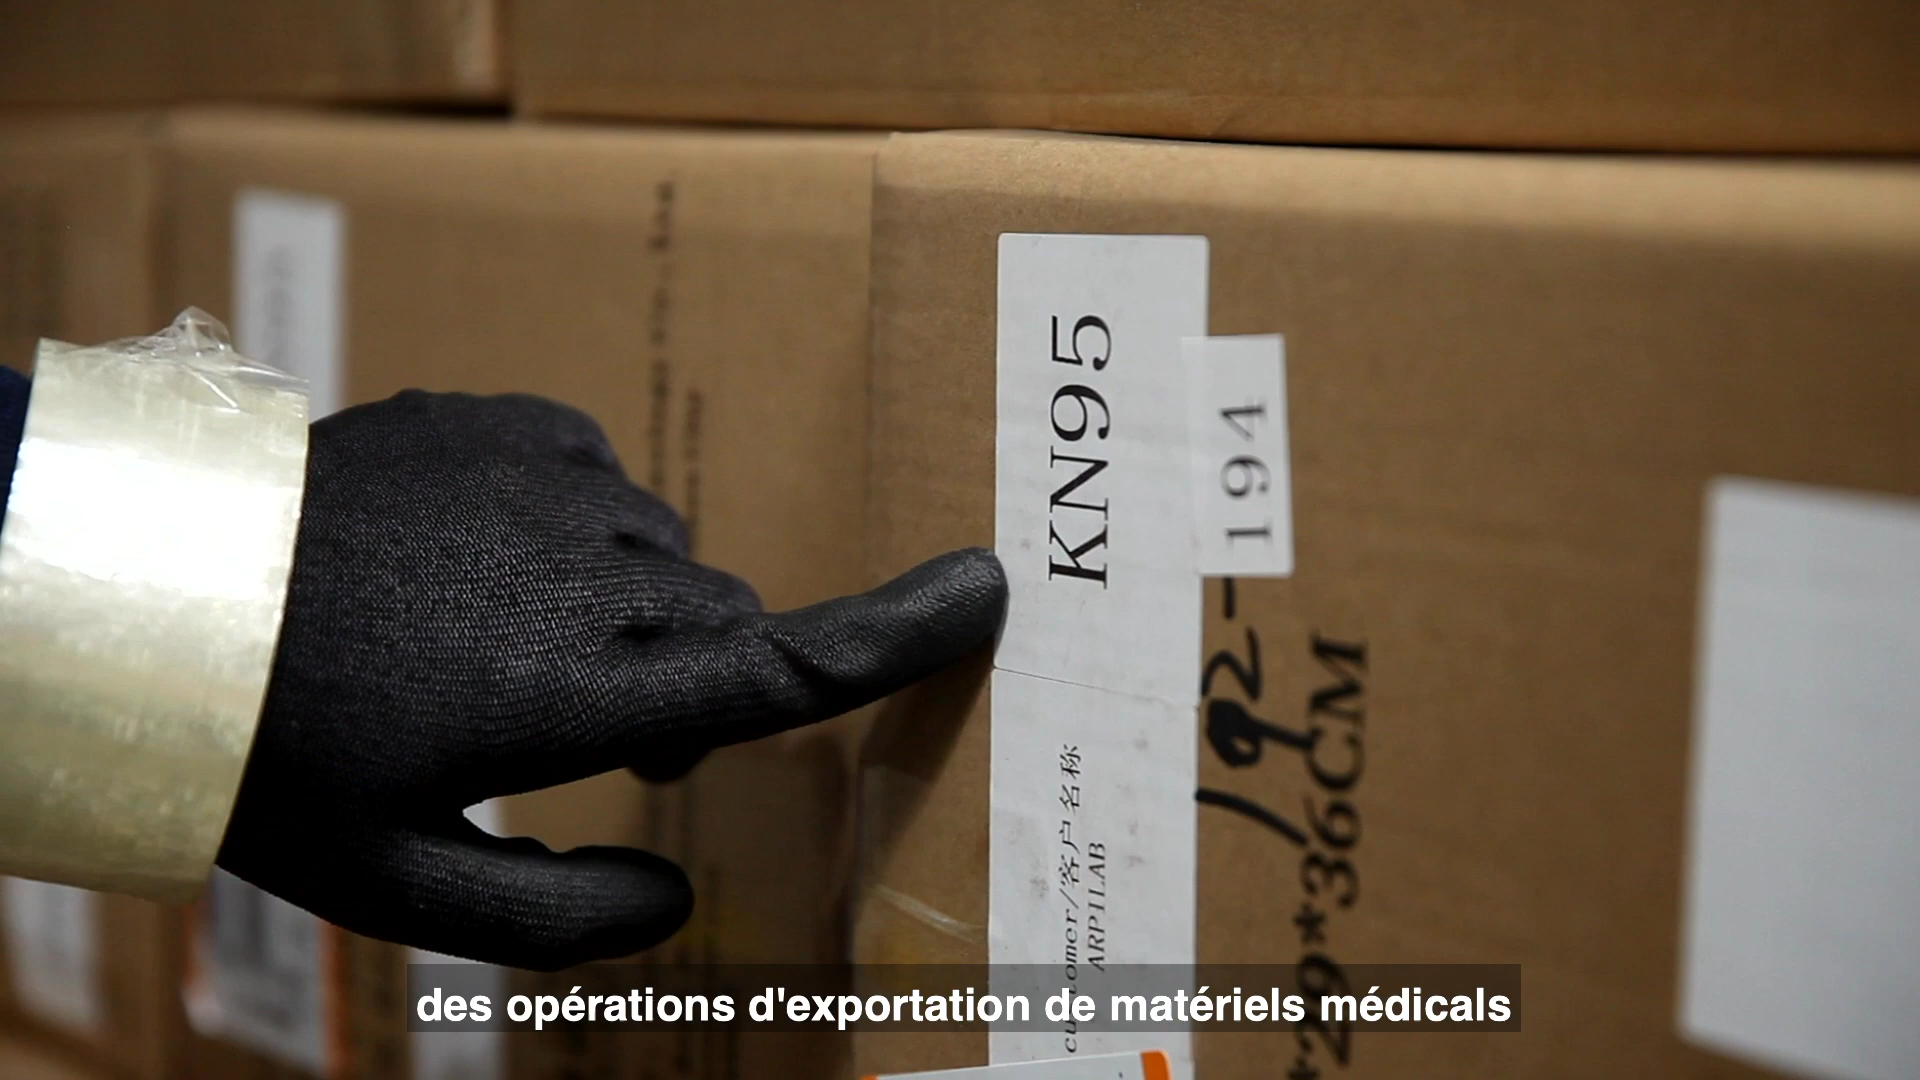 KN95
194
192-
customer/客户名称
ARPILAB
*29*36CM
des opérations d'exportation de matériels médicals